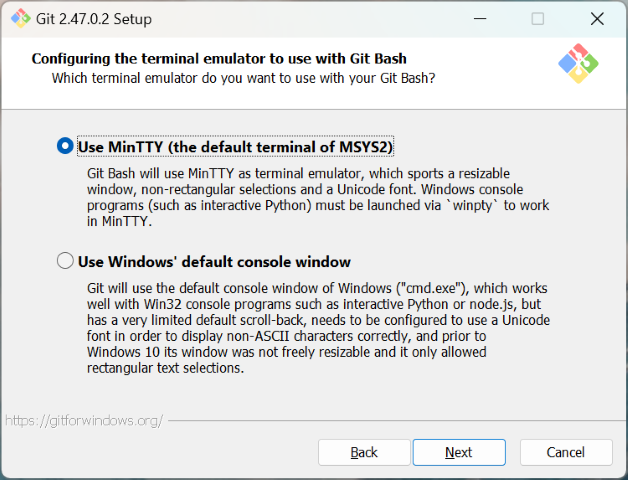 Git 2.47.0.2 Setup
Configuring the terminal emulator to use with Git Bash
Which terminal emulator do you want to use with your Git Bash?
Use MinTTY (the default terminal of MSYS2)
Git Bash will use MinTTY as terminal emulator, which sports a resizable
window, non-rectangular selections and a Unicode font. Windows console
programs (such as interactive Python) must be launched via `winpty` to work
in MinTTY.
Use Windows' default console window
Git will use the default console window of Windows ("cmd.exe"), which works
well with Win32 console programs such as interactive Python or node.js, but
has a very limited default scroll-back, needs to be configured to use a Unicode
font in order to display non-ASCII characters correctly, and prior to
Windows 10 its window was not freely resizable and it only allowed
rectangular text selections.
https://gitforwindows.org/
Back
Next
Cancel